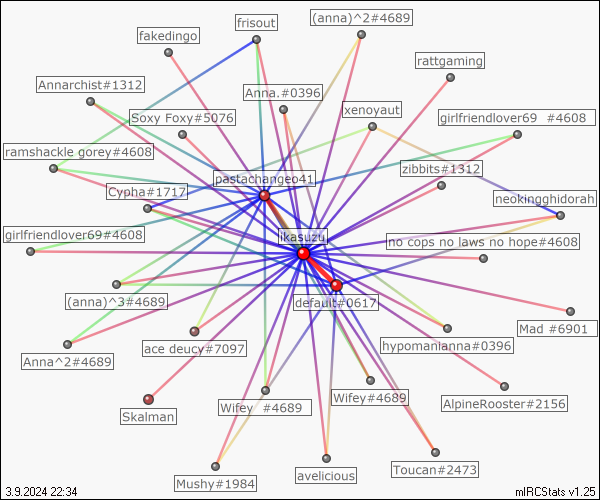 (anna)^2#4689
frisout
fakedingo
rattgaming
Annarchist#1312
Anna.#0396
xenoyaut
Soxy Foxy#5076
girlfriendlover69 #4608
ramshackle gorey#4608
zibbits#1312
pastachangeo41
Cypha#1717
neokingghidorah
girlfriendlover69#4608
ikasuzu
no cops no laws no hope#4608
(anna)^3#4689
default#0617
Mad #6901
ace deucy#7097
hypomanianna#0396
Anna^2#4689
Wifey #4689
Wifey#4689
AlpineRooster#2156
Skalman
Mushy#1984
avelicious
Toucan#2473
3.9.2024 22:34
mIRCStats v1.25